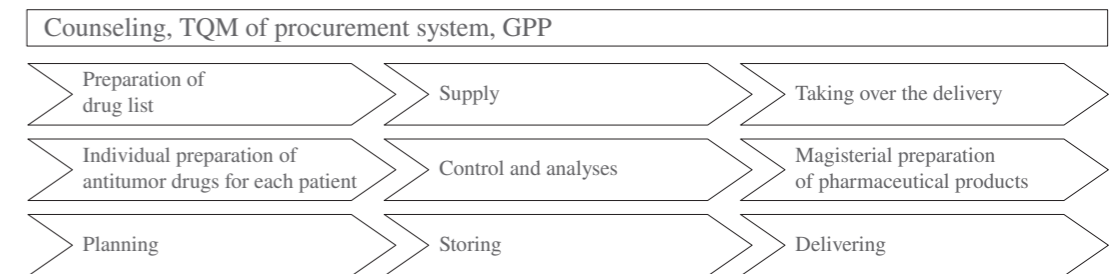 Counseling, TQM of procurement system, GPP
Preparation of
drug list
Supply
Taking over the delivery
Individual preparation of
antitumor drugs for each patient
Control and analyses
Magisterial preparation
of pharmaceutical products
Planning
Storing
Delivering